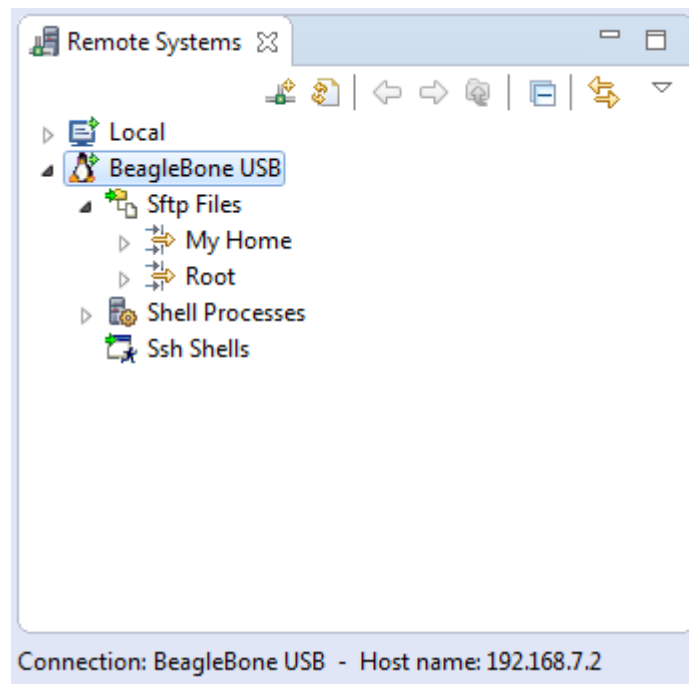 Remote Systems
Local
BeagleBone USB
Sftp Files
My Home
Root
Shell Processes
Ssh Shells
Connection: BeagleBone USB - Host name: 192.168.7.2